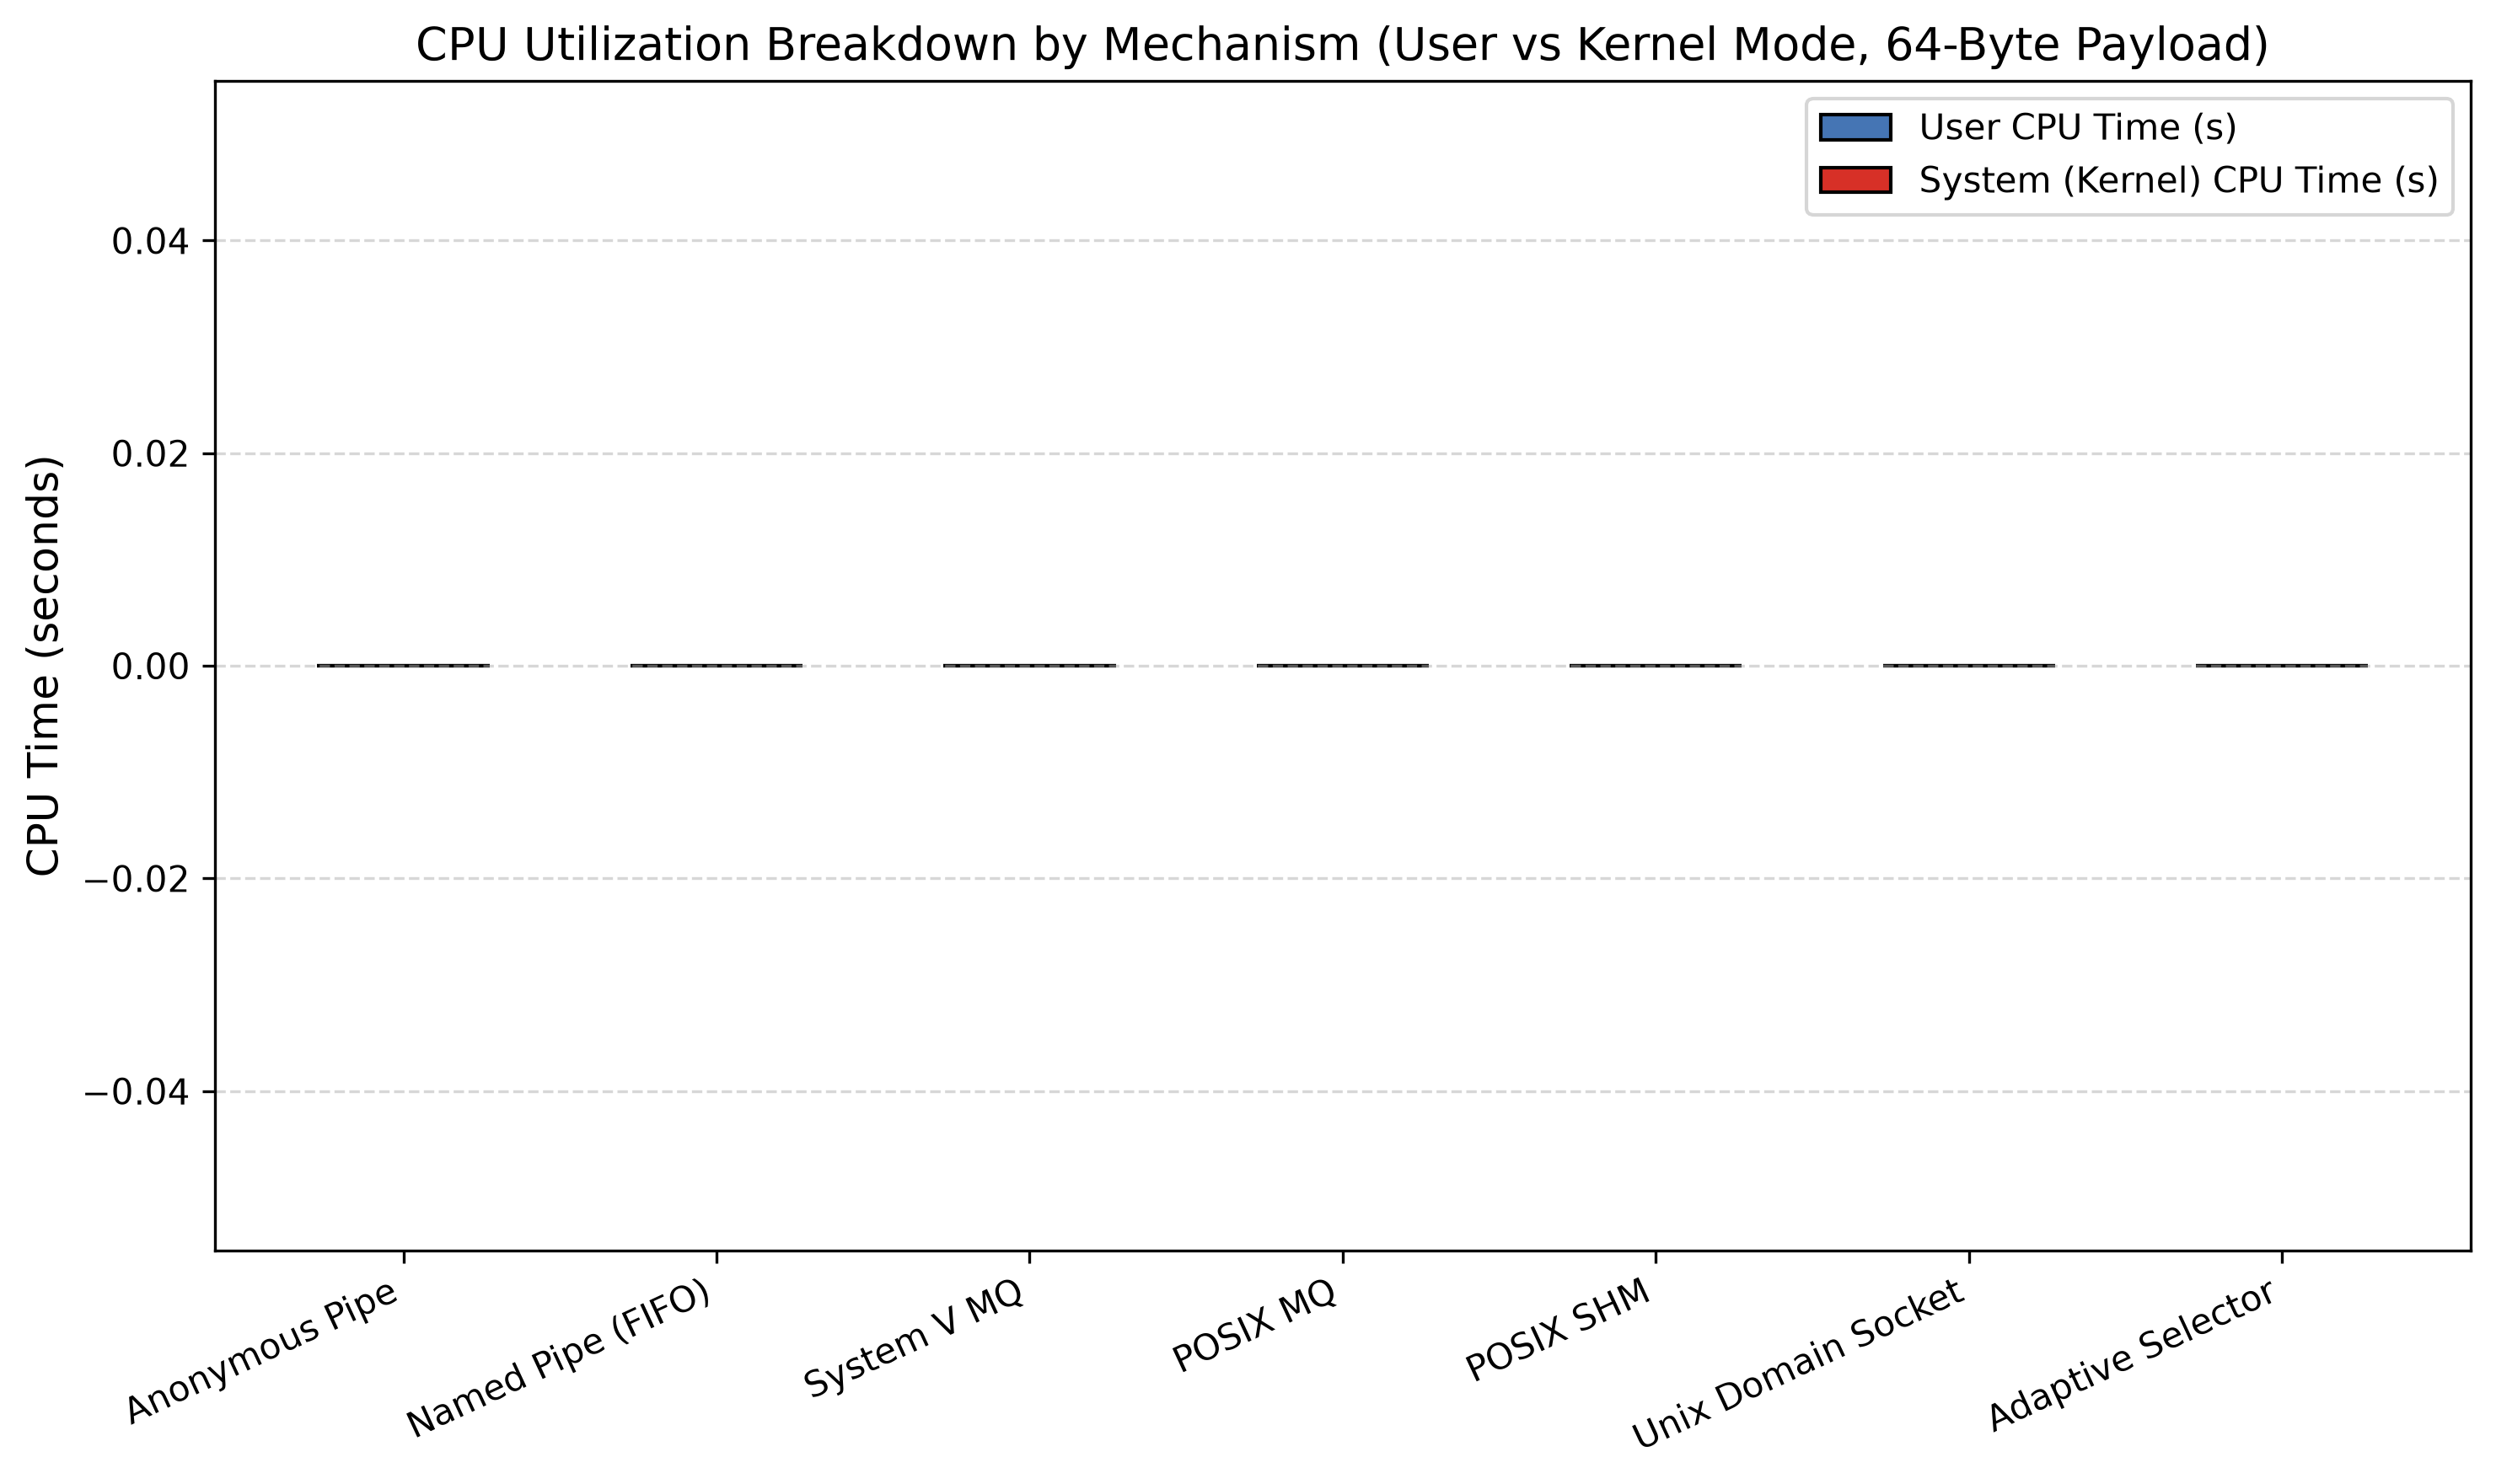 CPU Utilization Breakdown by Mechanism (User vs Kernel Mode, 64-Byte Payload)
User CPU Time (s)
System (Kernel) CPU Time (s)
CPU Time (seconds)
0.04
0.02
0.00
−0.02
−0.04
Anonymous Pipe
Named Pipe (FIFO)
System V MQ
POSIX MQ
POSIX SHM
Unix Domain Socket
Adaptive Selector